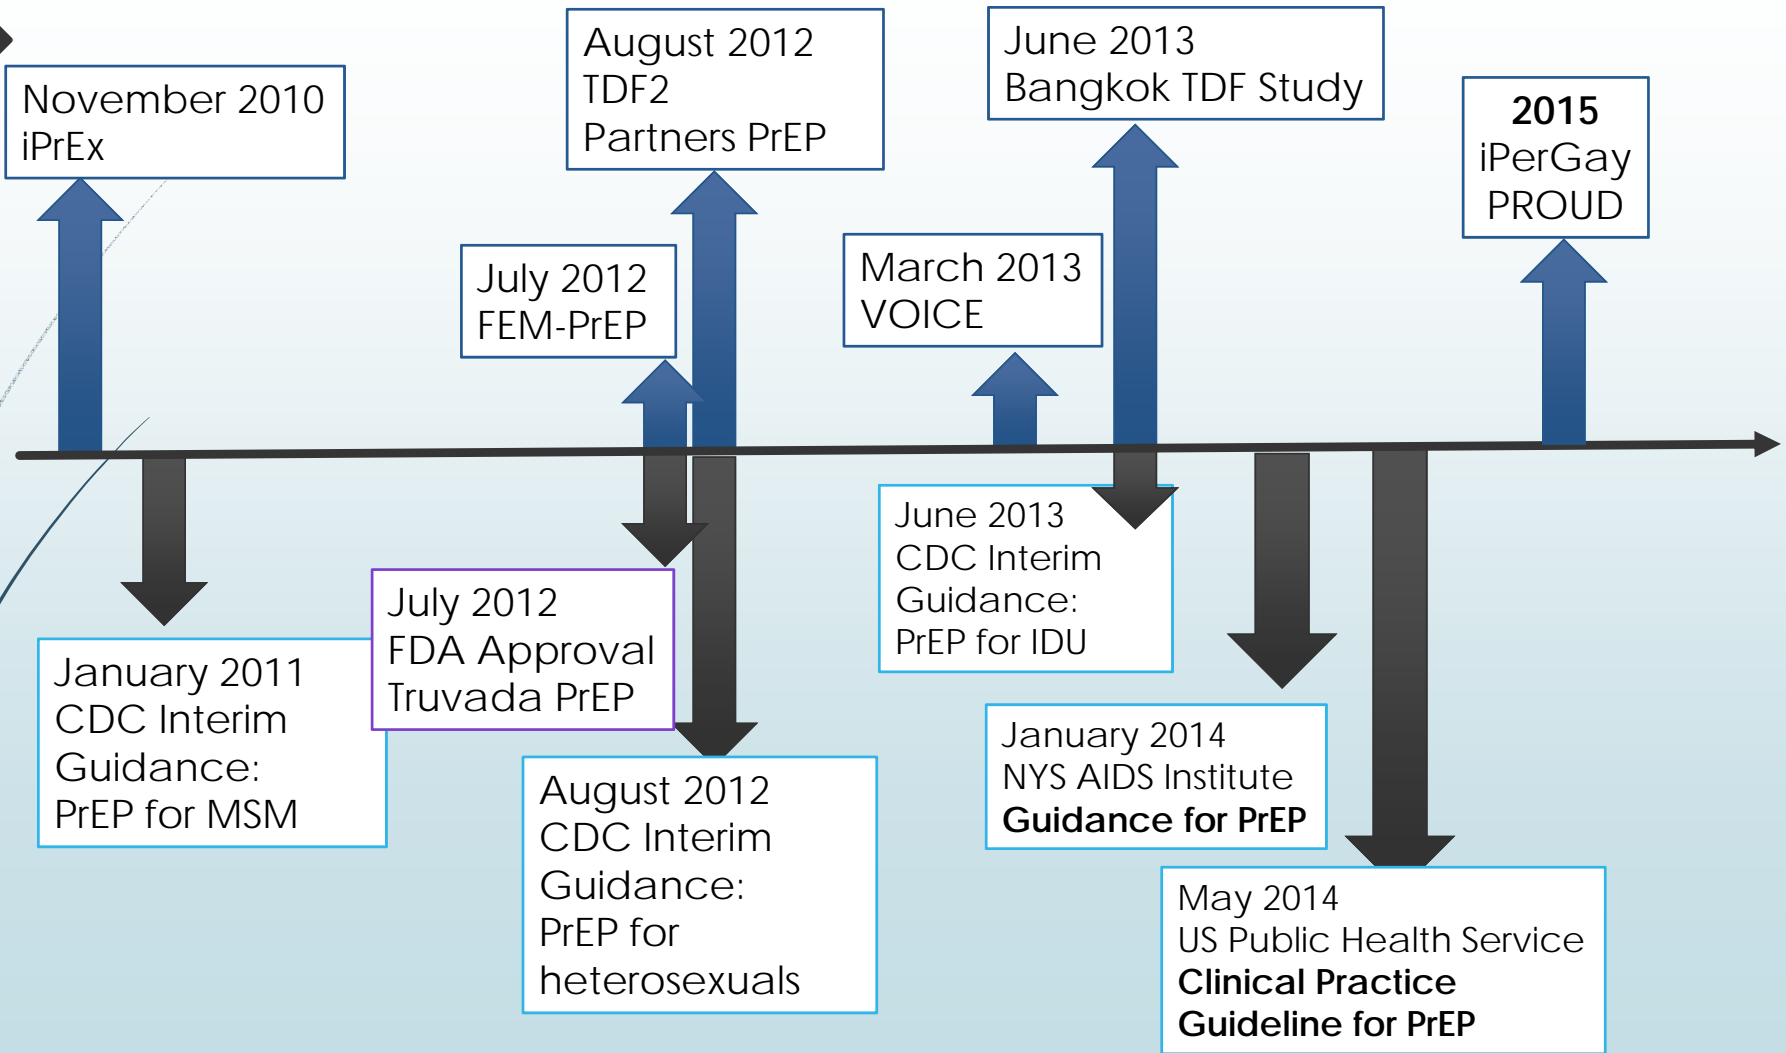 November 2010
iPrEx
August 2012
TDF2
Partners PrEP
June 2013
Bangkok TDF Study
2015
iPerGay
PROUD
July 2012
FEM-PrEP
March 2013
VOICE
January 2011
CDC Interim
Guidance:
PrEP for MSM
July 2012
FDA Approval
Truvada PrEP
August 2012
CDC Interim
Guidance:
PrEP for
heterosexuals
June 2013
CDC Interim
Guidance:
PrEP for IDU
January 2014
NYS AIDS Institute
Guidance for PrEP
May 2014
US Public Health Service
Clinical Practice
Guideline for PrEP